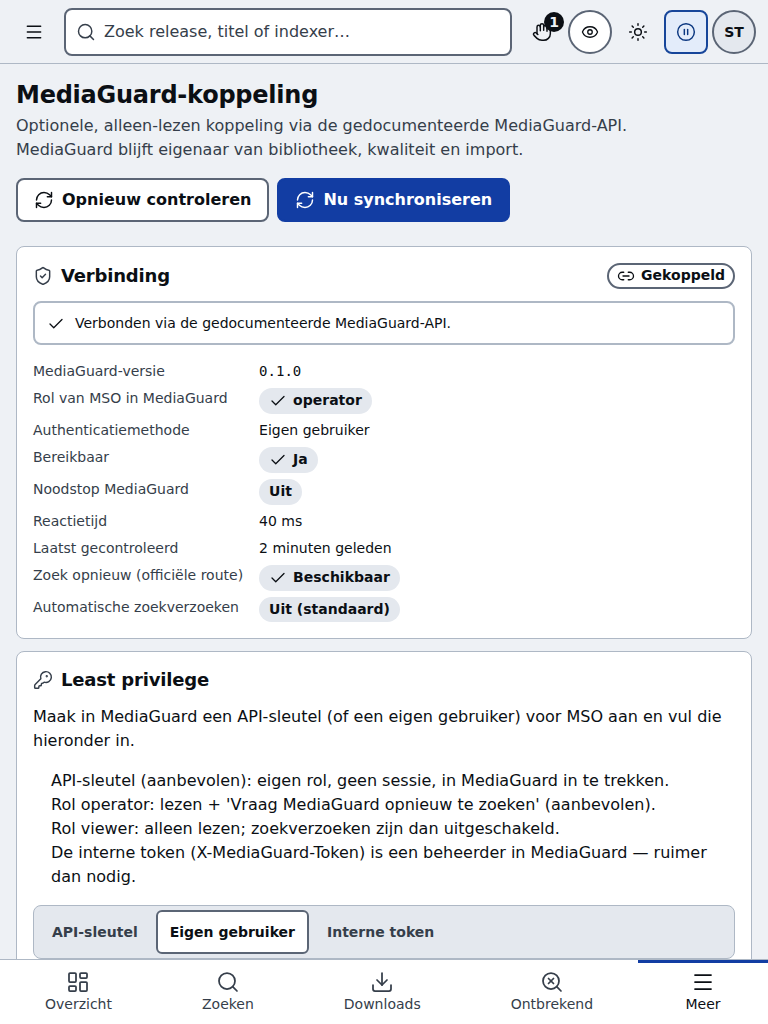 Zoek release, titel of indexer…
1
ST
MediaGuard-koppeling
Optionele, alleen-lezen koppeling via de gedocumenteerde MediaGuard-API.
MediaGuard blijft eigenaar van bibliotheek, kwaliteit en import.
Opnieuw controleren
Nu synchroniseren
Verbinding
Gekoppeld
Verbonden via de gedocumenteerde MediaGuard-API.
MediaGuard-versie 0.1.0
Rol van MSO in MediaGuard operator
Authenticatiemethode Eigen gebruiker
Bereikbaar Ja
Noodstop MediaGuard Uit
Reactietijd 40 ms
Laatst gecontroleerd 2 minuten geleden
Zoek opnieuw (officiële route) Beschikbaar
Automatische zoekverzoeken Uit (standaard)
Least privilege
Maak in MediaGuard een API-sleutel (of een eigen gebruiker) voor MSO aan en vul die
hieronder in.
API-sleutel (aanbevolen): eigen rol, geen sessie, in MediaGuard in te trekken.
Rol operator: lezen + 'Vraag MediaGuard opnieuw te zoeken' (aanbevolen).
Rol viewer: alleen lezen; zoekverzoeken zijn dan uitgeschakeld.
De interne token (X-MediaGuard-Token) is een beheerder in MediaGuard — ruimer
dan nodig.
API-sleutel Eigen gebruiker Interne token
Overzicht Zoeken Downloads Ontbrekend Meer